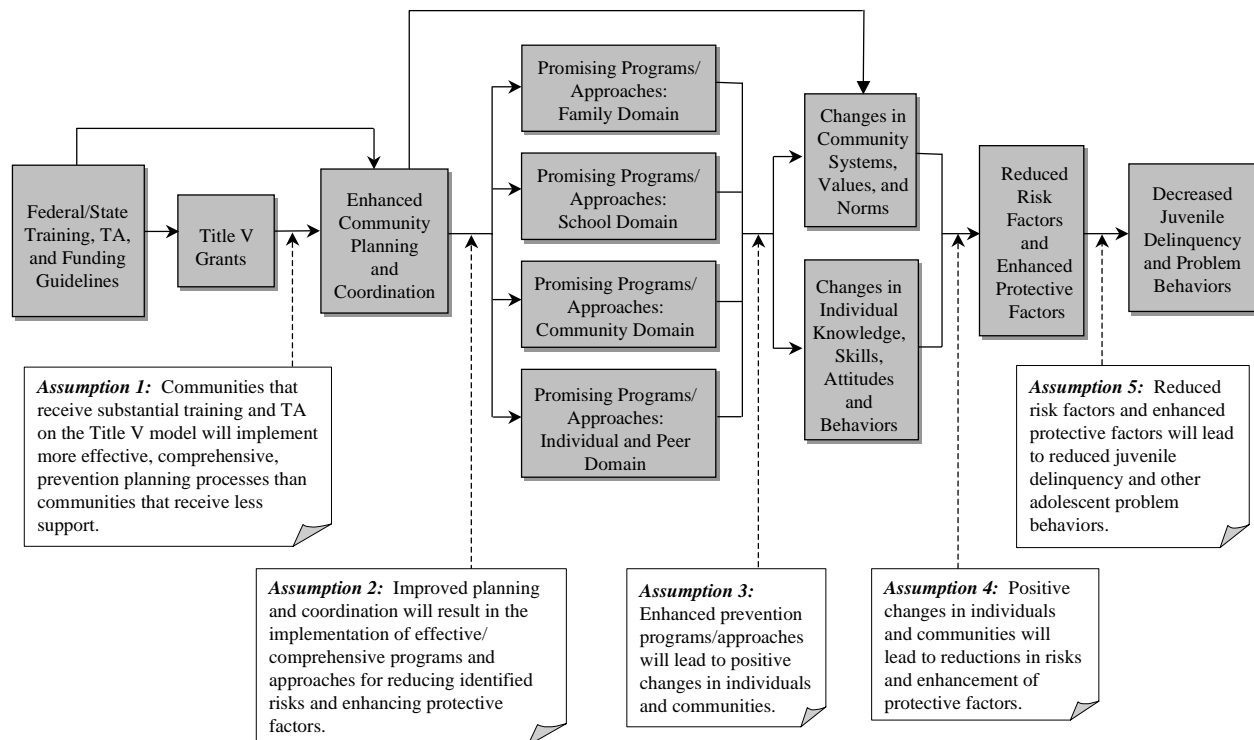 Federal/State
Training, TA,
and Funding
Guidelines
Title V
Grants
Enhanced
Community
Planning
and
Coordination
Promising Programs/
Approaches:
Family Domain
Promising Programs/
Approaches:
School Domain
Promising Programs/
Approaches:
Community Domain
Promising Programs/
Approaches:
Individual and Peer
Domain
Changes in
Community
Systems,
Values, and
Norms
Changes in
Individual
Knowledge,
Skills,
Attitudes
and
Behaviors
Reduced
Risk
Factors
and
Enhanced
Protective
Factors
Decreased
Juvenile
Delinquency
and Problem
Behaviors
Assumption 1: Communities that
receive substantial training and TA
on the Title V model will implement
more effective, comprehensive,
prevention planning processes than
communities that receive less
support.
Assumption 2: Improved planning
and coordination will result in the
implementation of effective/
comprehensive programs and
approaches for reducing identified
risks and enhancing protective
factors.
Assumption 3:
Enhanced prevention
programs/approaches
will lead to positive
changes in individuals
and communities.
Assumption 4: Positive
changes in individuals
and communities will
lead to reductions in risks
and enhancement of
protective factors.
Assumption 5: Reduced
risk factors and enhanced
protective factors will lead
to reduced juvenile
delinquency and other
adolescent problem
behaviors.